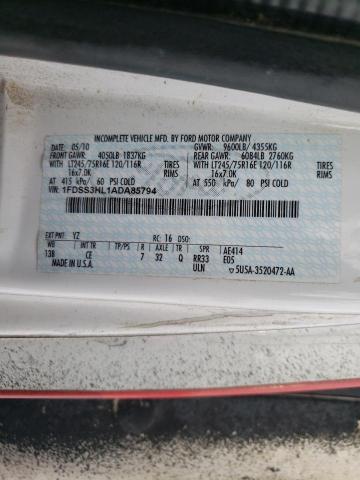 INCOMPLETE VEHICLE MFD. BY FORD MOTOR COMPANY
DATE: 05/10 GVWR: 9600LB/ 4355KG
FRONT GAWR: 4050LB 1837KG REAR GAWR: 6084LB 2760KG
WITH LT245/75R16E 120/116R TIRES WITH LT245/75R16E 120/116R TIRES
16x7.0K RIMS 16x7.0K RIMS
AT 415 kPa/ 60 PSI COLD AT 550 kPa/ 80 PSI COLD
VIN: 1FDSS3HL1ADA85794
EXT PNT: YZ RC: 16 DSO:
WB INT TR TP/PS R AXLE TR SPR AE414
138 CE 7 32 Q RR33 E05
MADE IN U.S.A. ULN 5U5A-3520472-AA